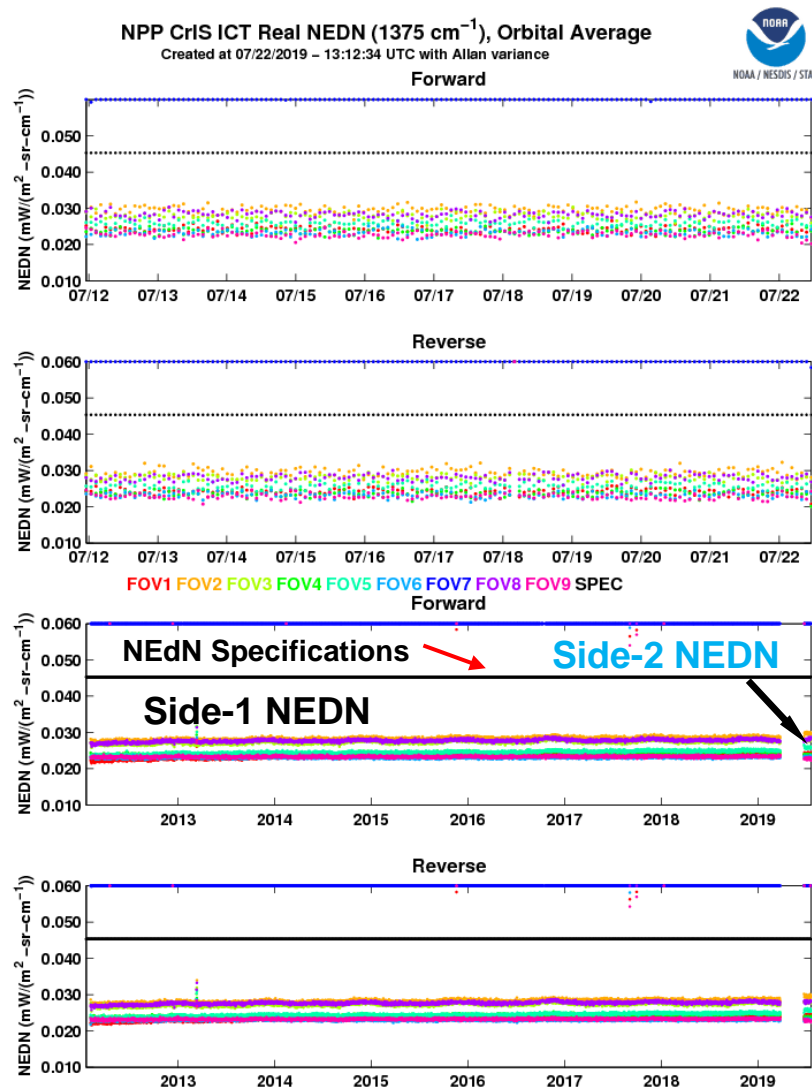 NPP CrIS ICT Real NEDN (1375 cm⁻¹), Orbital Average
Created at 07/22/2019 – 13:12:34 UTC with Allan variance
NOAA
NOAA / NESDIS / STA
Forward
NEDN (mW/(m² –sr–cm⁻¹))
0.050
0.040
0.030
0.020
0.010
07/12 07/13 07/14 07/15 07/16 07/17 07/18 07/19 07/20 07/21 07/22
Reverse
NEDN (mW/(m² –sr–cm⁻¹))
0.060
0.050
0.040
0.030
0.020
0.010
07/12 07/13 07/14 07/15 07/16 07/17 07/18 07/19 07/20 07/21 07/22
FOV1 FOV2 FOV3 FOV4 FOV5 FOV6 FOV7 FOV8 FOV9 SPEC
Forward
NEDN (mW/(m² –sr–cm⁻¹))
0.060
0.050
0.040
0.030
0.020
0.010
NEdN Specifications
Side-2 NEDN
Side-1 NEDN
2013 2014 2015 2016 2017 2018 2019
Reverse
NEDN (mW/(m² –sr–cm⁻¹))
0.060
0.050
0.040
0.030
0.020
0.010
2013 2014 2015 2016 2017 2018 2019